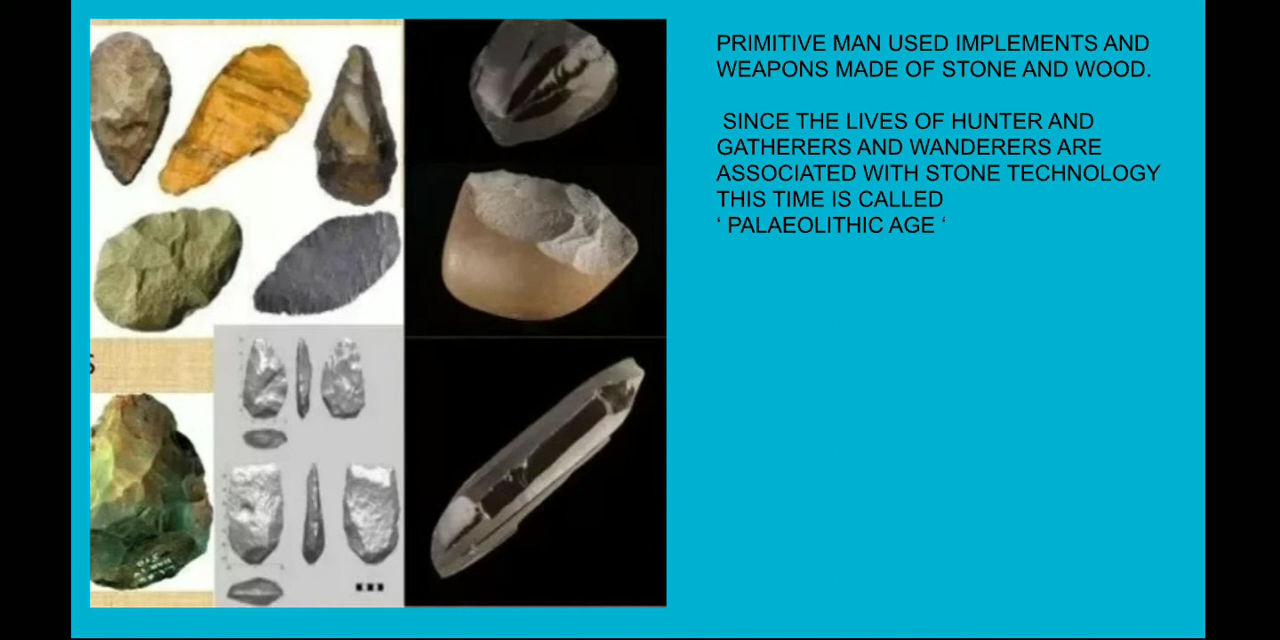 PRIMITIVE MAN USED IMPLEMENTS AND
WEAPONS MADE OF STONE AND WOOD.
SINCE THE LIVES OF HUNTER AND
GATHERERS AND WANDERERS ARE
ASSOCIATED WITH STONE TECHNOLOGY
THIS TIME IS CALLED
‘ PALAEOLITHIC AGE ‘